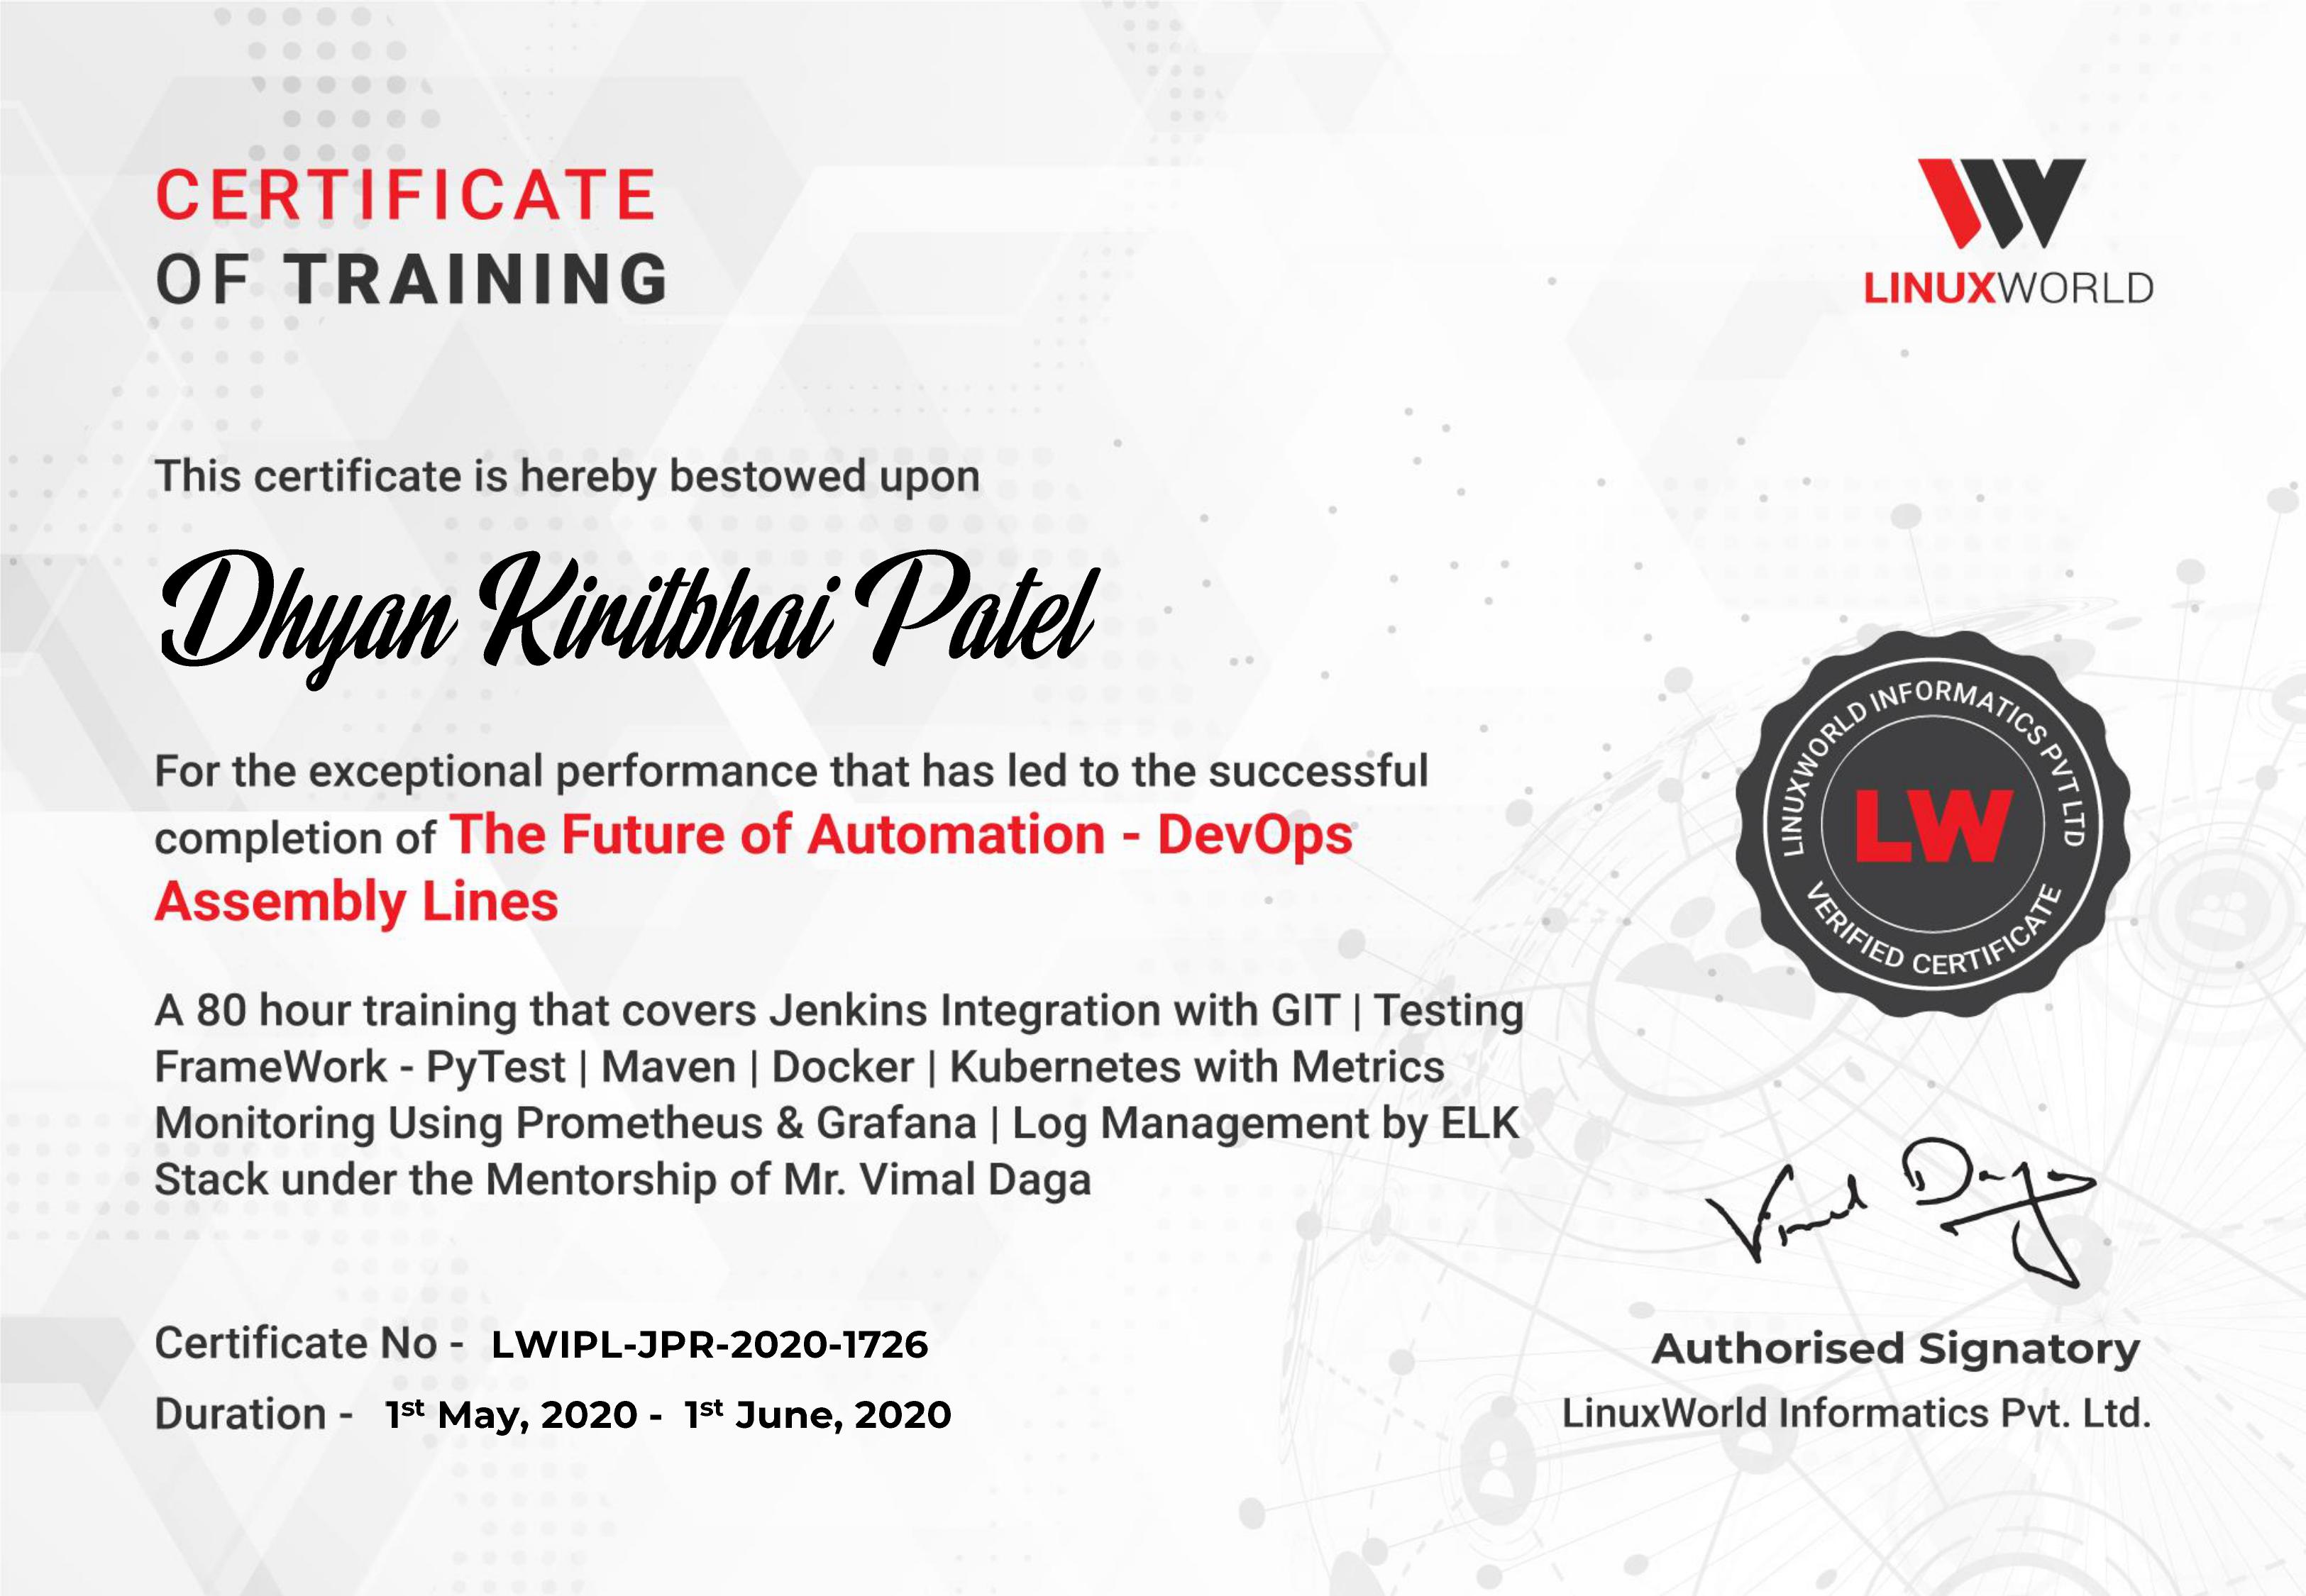 CERTIFICATE
OF TRAINING
LINUXWORLD
This certificate is hereby bestowed upon
Dhyan Kiritbhai Patel
For the exceptional performance that has led to the successful
completion of The Future of Automation - DevOps
Assembly Lines
LINUXWORLD INFORMATICS PVT LTD
LW
VERIFIED CERTIFICATE
A 80 hour training that covers Jenkins Integration with GIT | Testing
FrameWork - PyTest | Maven | Docker | Kubernetes with Metrics
Monitoring Using Prometheus & Grafana | Log Management by ELK
Stack under the Mentorship of Mr. Vimal Daga
Vimal Daga
Certificate No - LWIPL-JPR-2020-1726
Duration - 1st May, 2020 - 1st June, 2020
Authorised Signatory
LinuxWorld Informatics Pvt. Ltd.